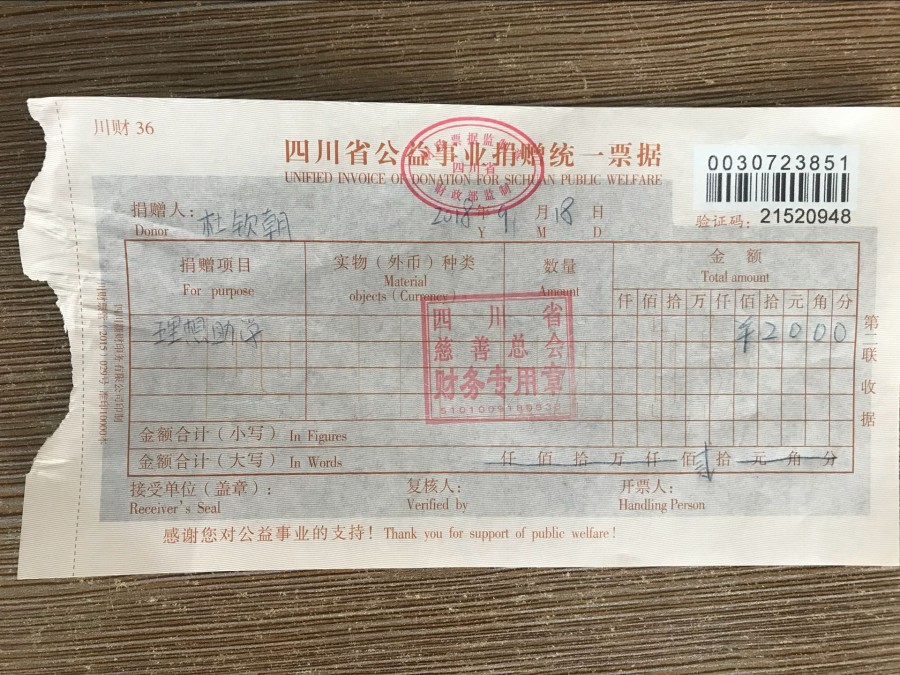 川财 36
四川省公益事业捐赠统一票据
UNIFIED INVOICE OF DONATION FOR SICHUAN PUBLIC WELFARE
0030723851
验证码: 21520948
捐赠人: 杜钦朝 2018年 9 月 18 日
Donor Y M D
捐赠项目 实物（外币）种类 数量 金 额
For purpose Material objects (Currency) Amount Total amount
仟 佰 拾 万 仟 佰 拾 元 角 分
理想助学 ¥ 2 0 0 0
四川省
慈善总会
财务专用章
金额合计（小写） In Figures
金额合计（大写） In Words 仟 佰 拾 万 仟 佰 贰 拾 元 角 分
接受单位（盖章）: 复核人: 开票人:
Receiver's Seal Verified by Handling Person
感谢您对公益事业的支持! Thank you for support of public welfare!
第二联 收据